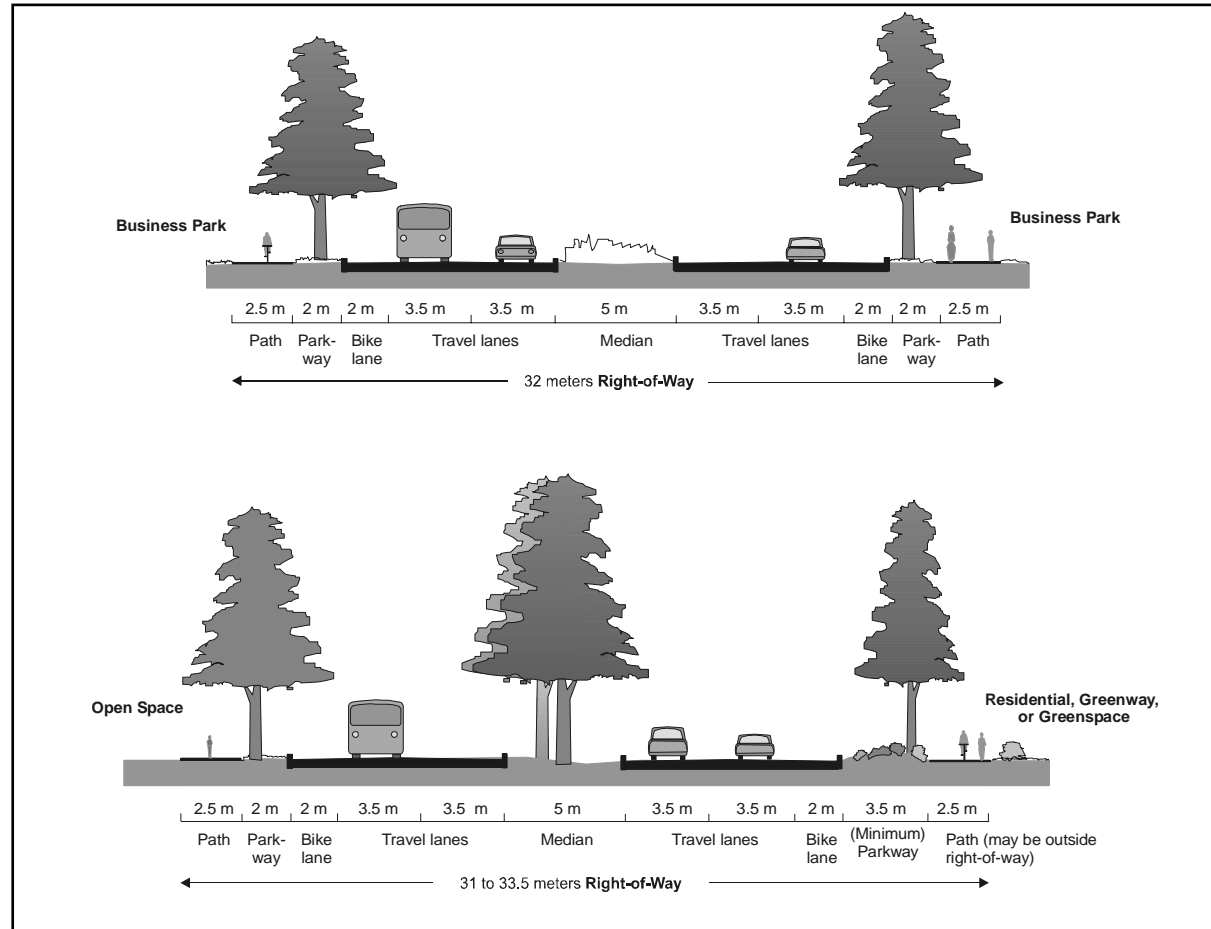 Business Park
Business Park
2.5 m 2 m 2 m 3.5 m 3.5 m 5 m 3.5 m 3.5 m 2 m 2 m 2.5 m
Path Park- Bike Travel lanes Median Travel lanes Bike Park- Path
way lane lane way
32 meters Right-of-Way
Open Space
Residential, Greenway,
or Greenspace
2.5 m 2 m 2 m 3.5 m 3.5 m 5 m 3.5 m 3.5 m 2 m 3.5 m 2.5 m
Path Park- Bike Travel lanes Median Travel lanes Bike (Minimum) Path (may be outside
way lane lane Parkway right-of-way)
31 to 33.5 meters Right-of-Way